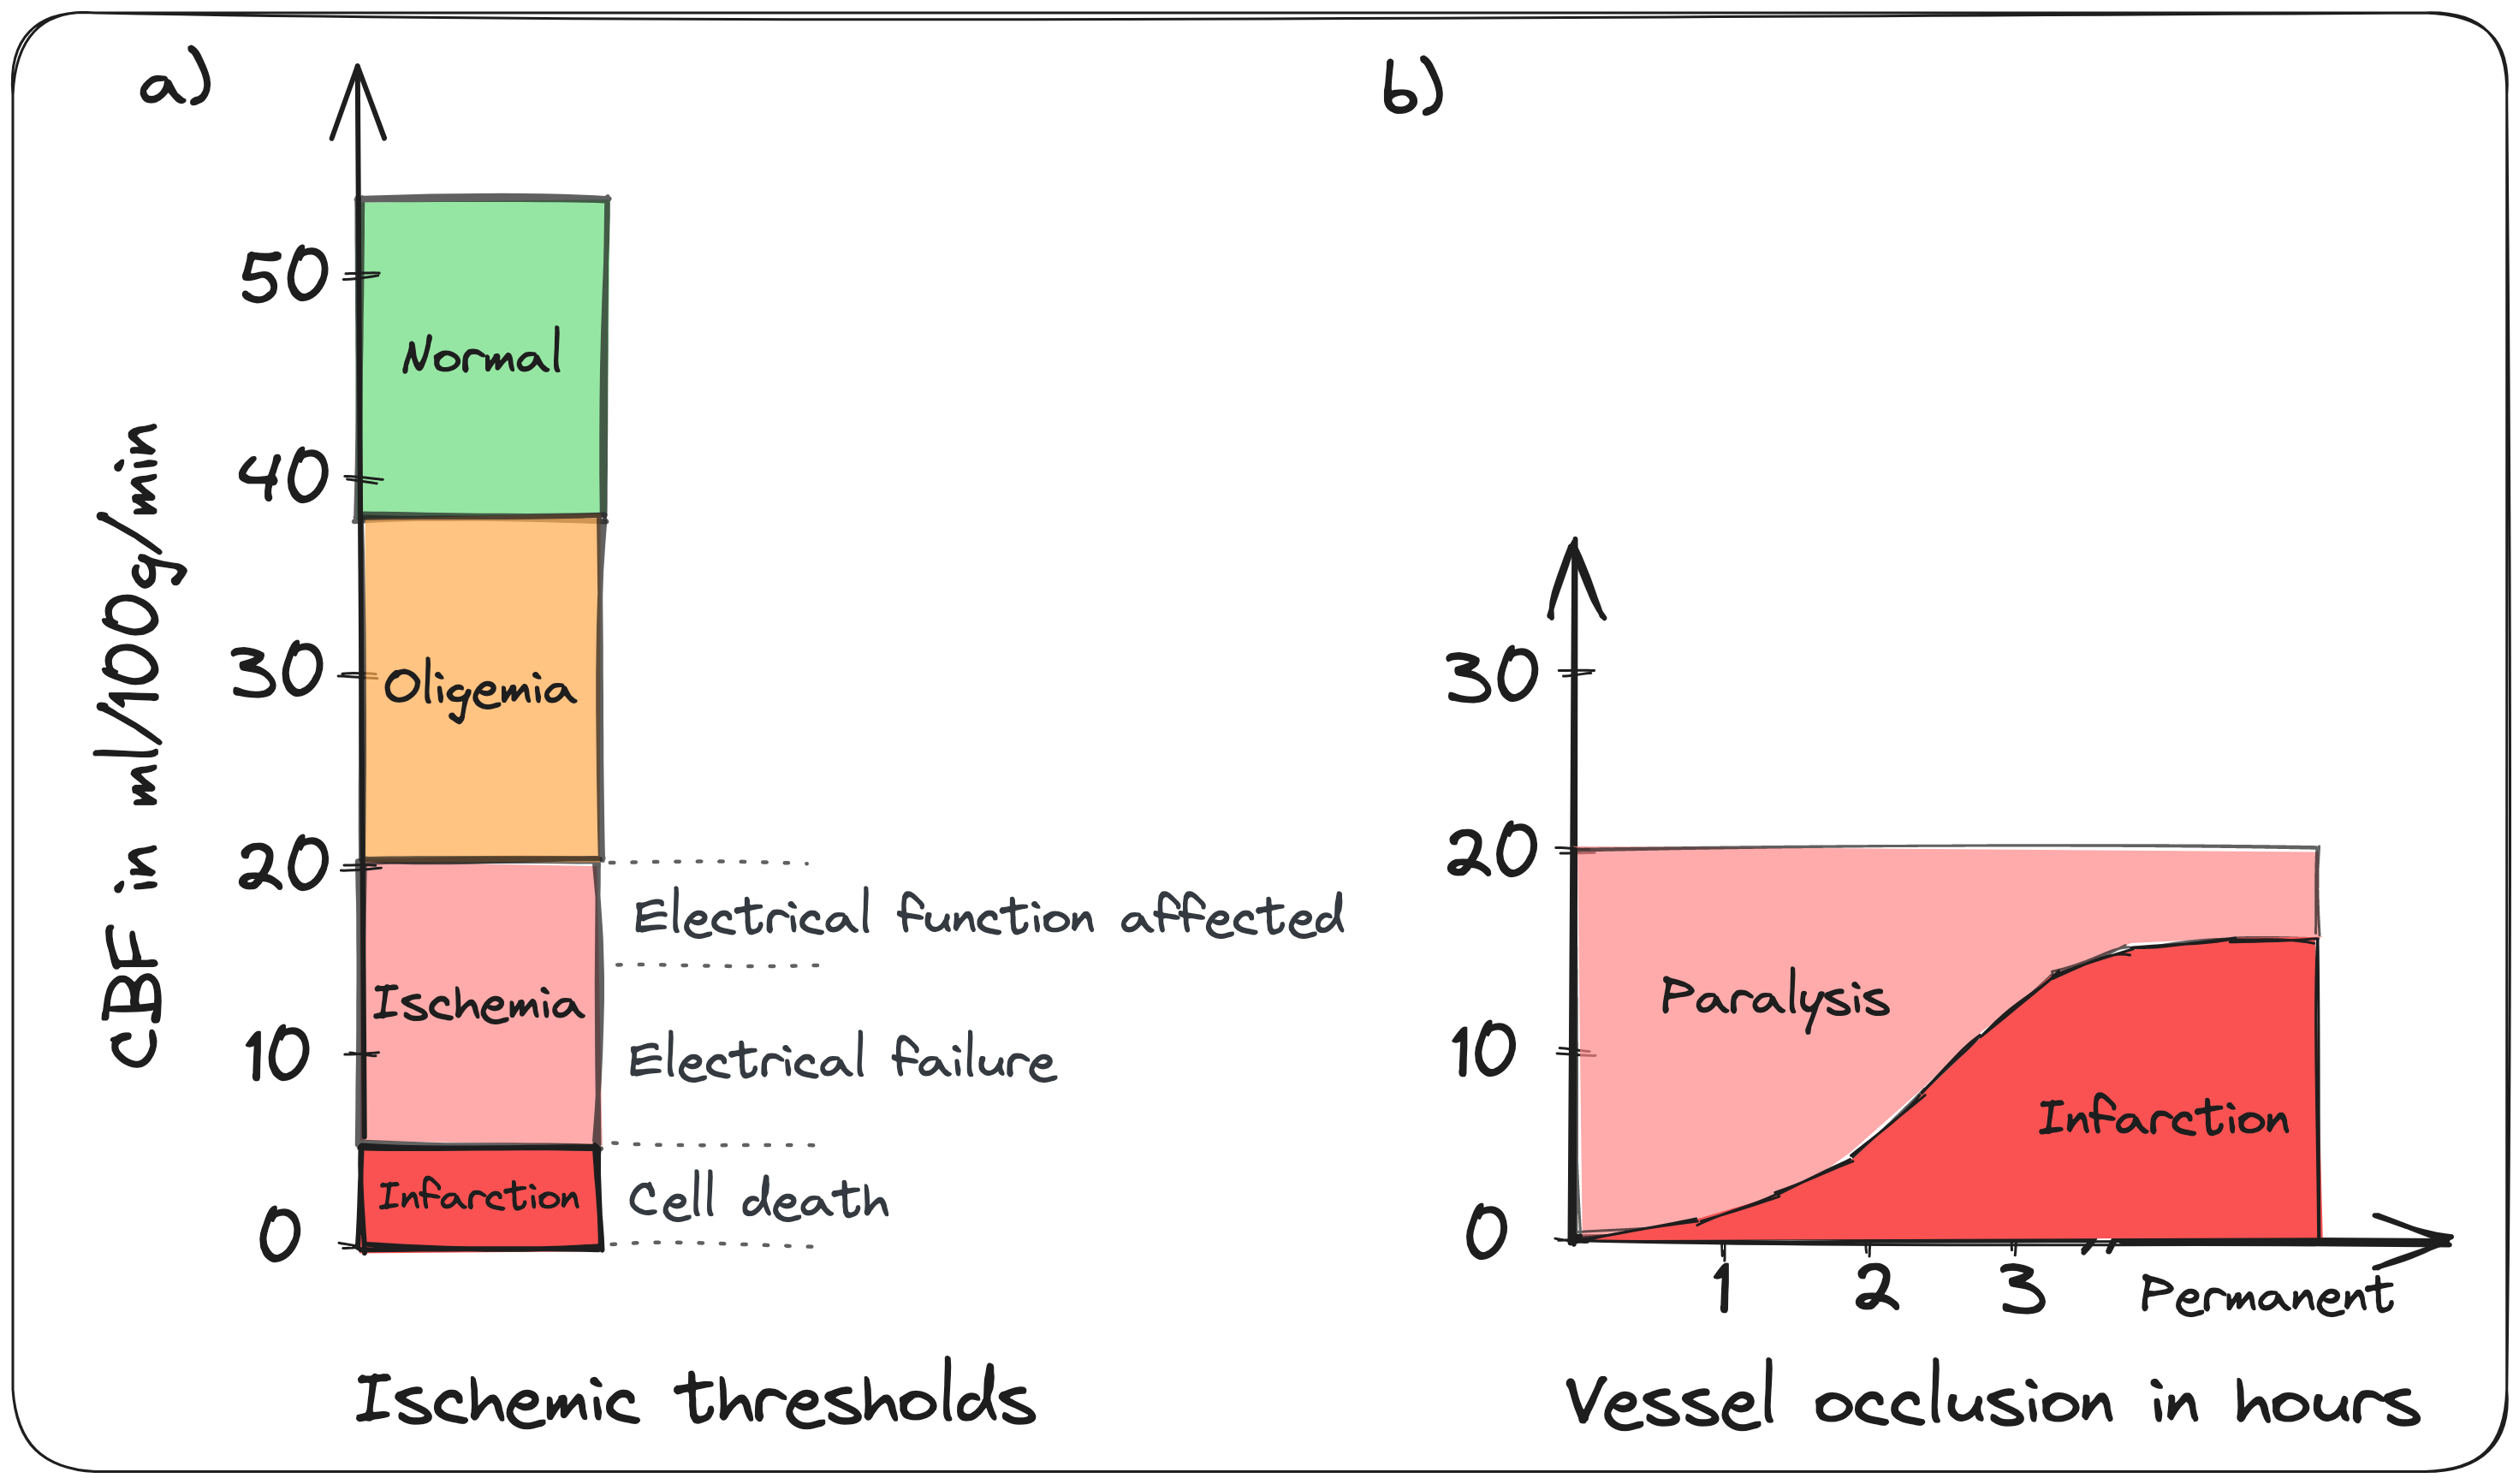 a)
CBF in ml/100g/min
50
40
30
20
10
0
Normal
Oligemia
Ischemia
Infarction
Electrical function affected
Electrical failure
Cell death
Ischemic thresholds
b)
30
20
10
0
Paralysis
Infarction
1 2 3 Permanent
Vessel occlusion in hours